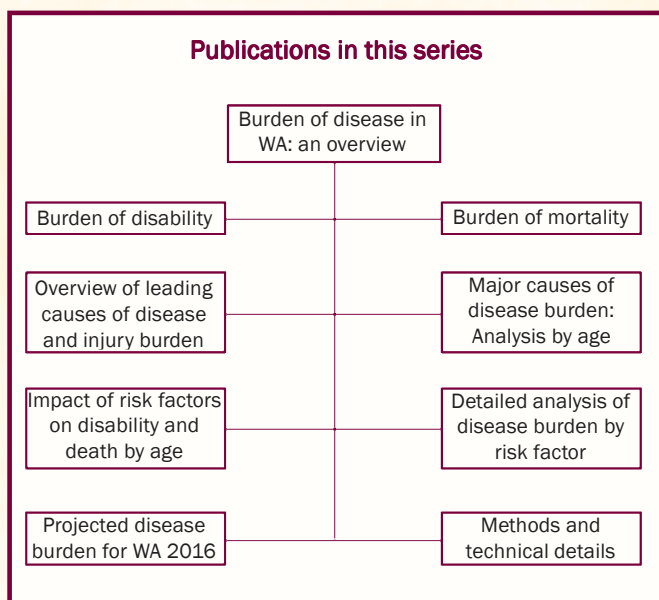 Publications in this series
Burden of disease in
WA: an overview
Burden of disability
Burden of mortality
Overview of leading
causes of disease
and injury burden
Major causes of
disease burden:
Analysis by age
Impact of risk factors
on disability and
death by age
Detailed analysis of
disease burden by
risk factor
Projected disease
burden for WA 2016
Methods and
technical details